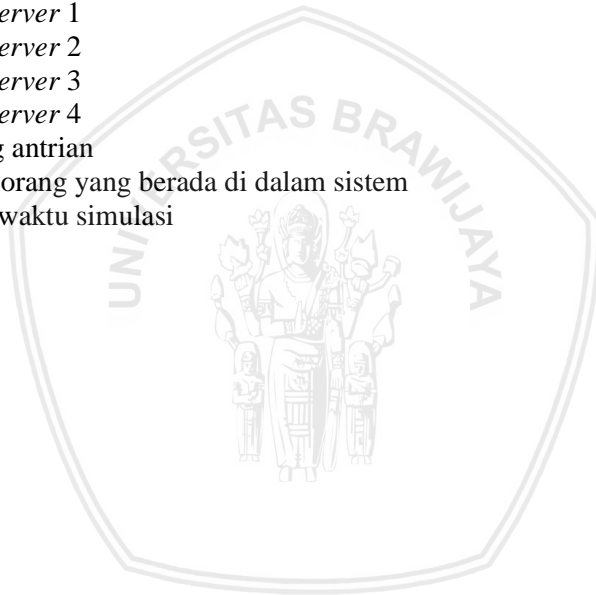 erver 1
erver 2
erver 3
erver 4
g antrian
orang yang berada di dalam sistem
waktu simulasi
UNIVERSITAS BRAWIJAYA